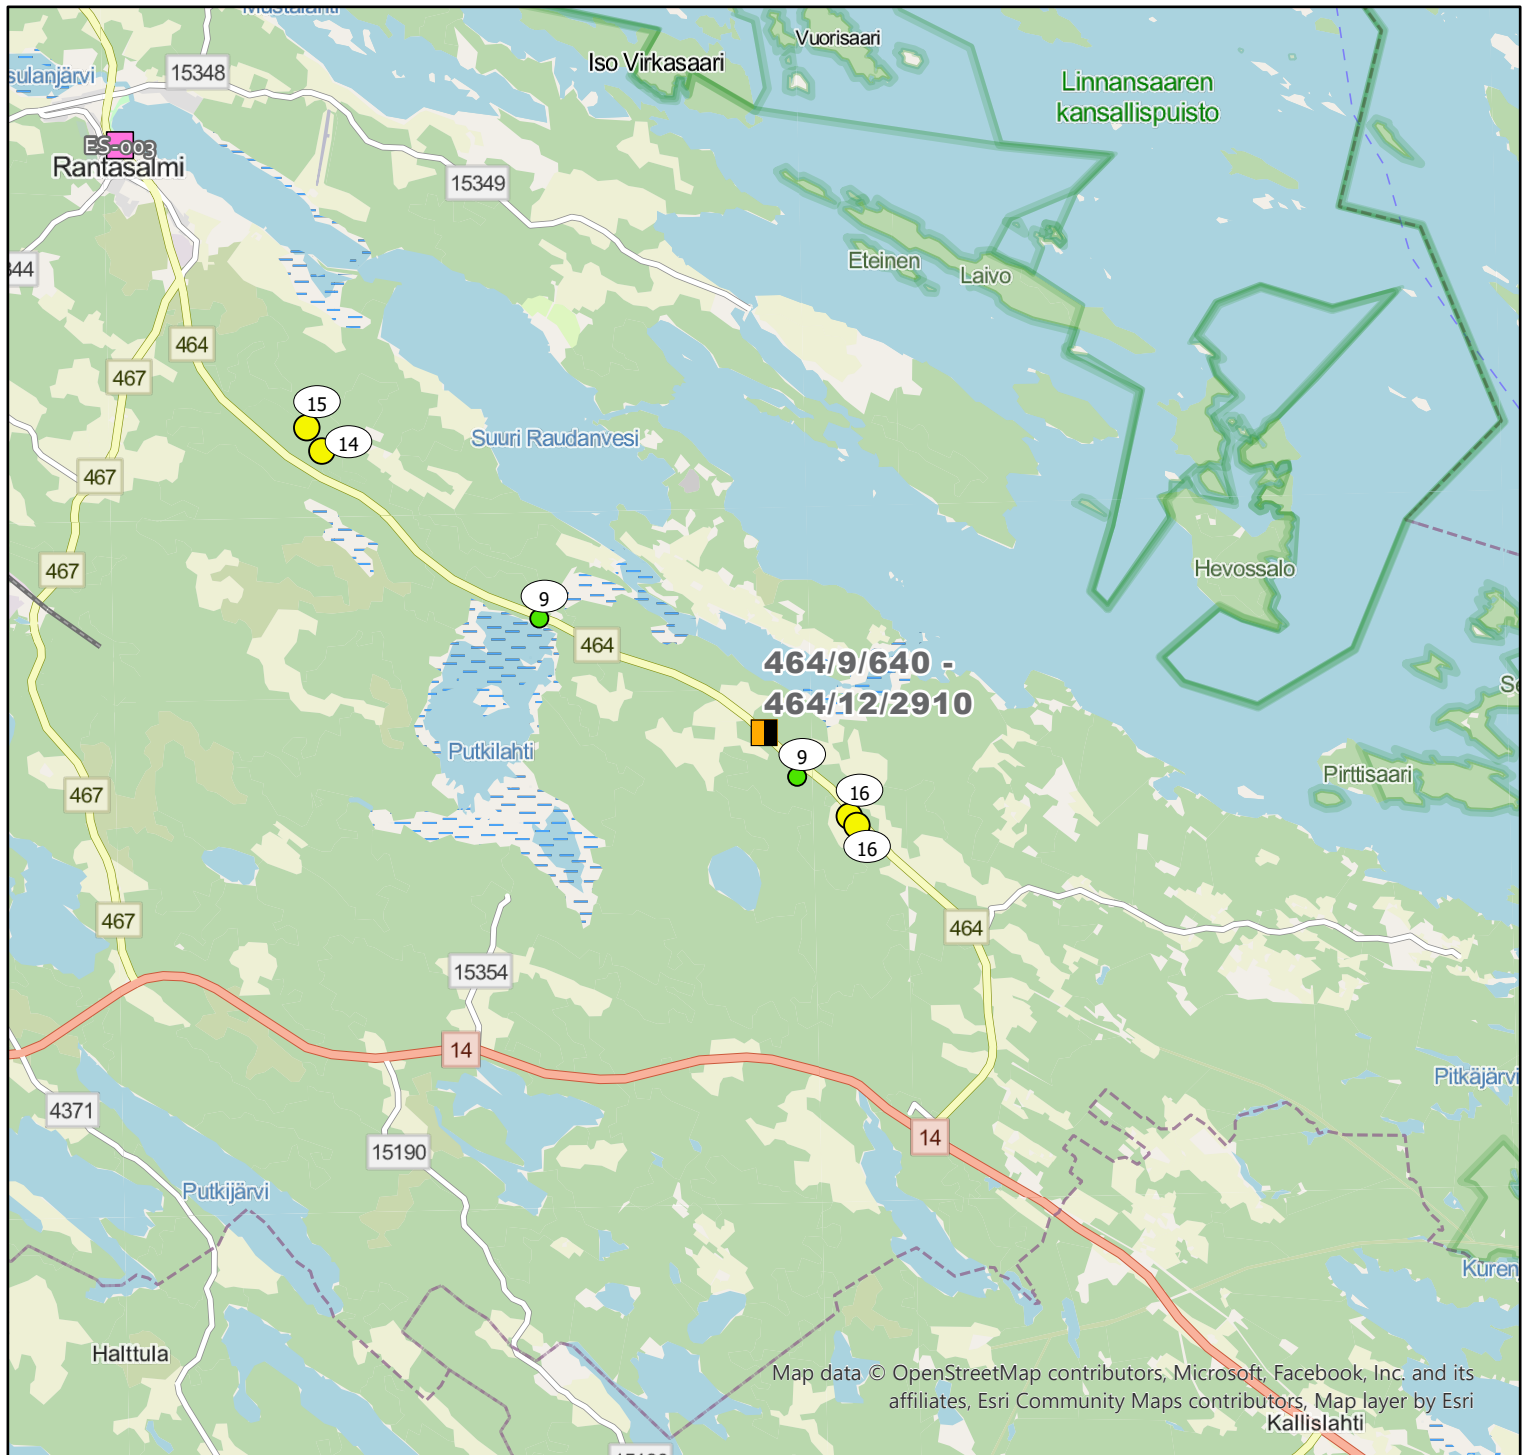 Vuorisaari
Iso Virkasaari
Linnansaaren
kansallispuisto
sulanjärvi
15348
ES-003
Rantasalmi
15349
344
Eteinen
Laivo
464
467
15
14
Suuri Raudanvesi
467
467
Hevossalo
9
464
464/9/640 -
464/12/2910
Putkilahti
9
Pirttisaari
467
16
16
467
464
15354
14
Pitkäjärvi
4371
14
15190
Putkijärvi
Kuren
Halttula
Map data © OpenStreetMap contributors, Microsoft, Facebook, Inc. and its
affiliates, Esri Community Maps contributors, Map layer by Esri
Kallislahti